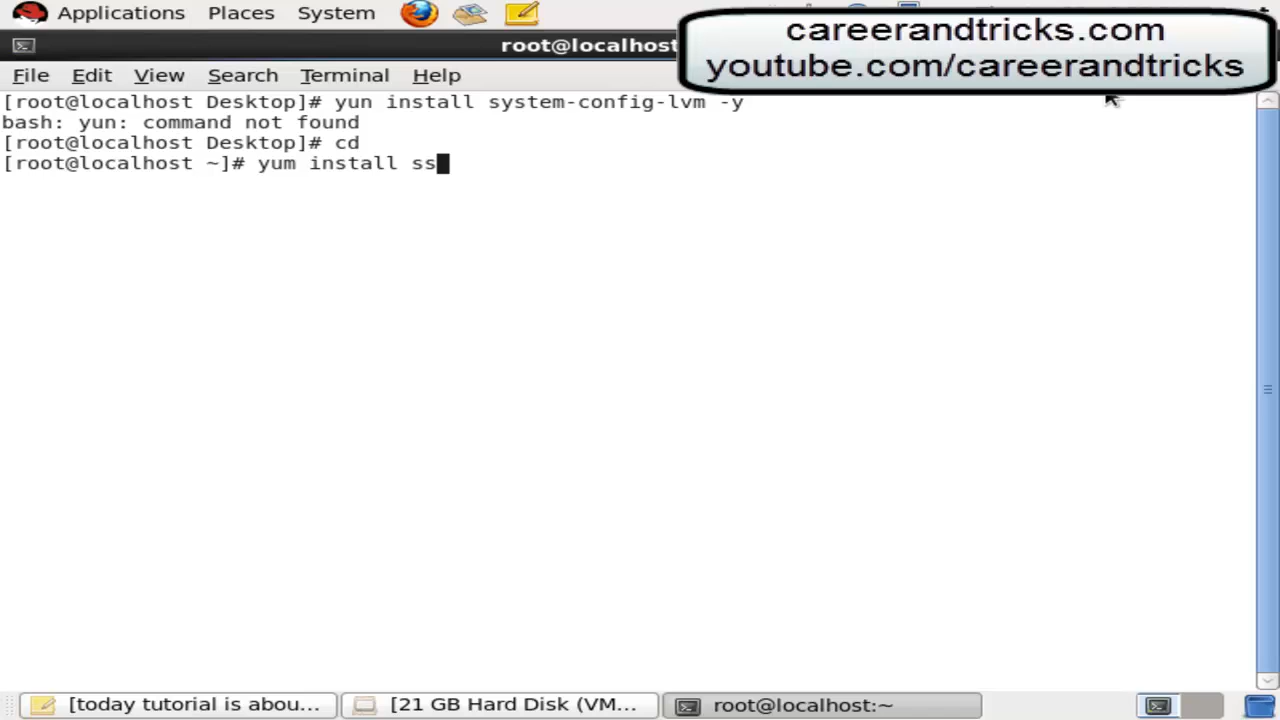 Applications Places System
careerandtricks.com
youtube.com/careerandtricks
root@localhost
File Edit View Search Terminal Help
[root@localhost Desktop]# yun install system-config-lvm -y
bash: yun: command not found
[root@localhost Desktop]# cd
[root@localhost ~]# yum install ss
[today tutorial is abou... [21 GB Hard Disk (VM... root@localhost:~